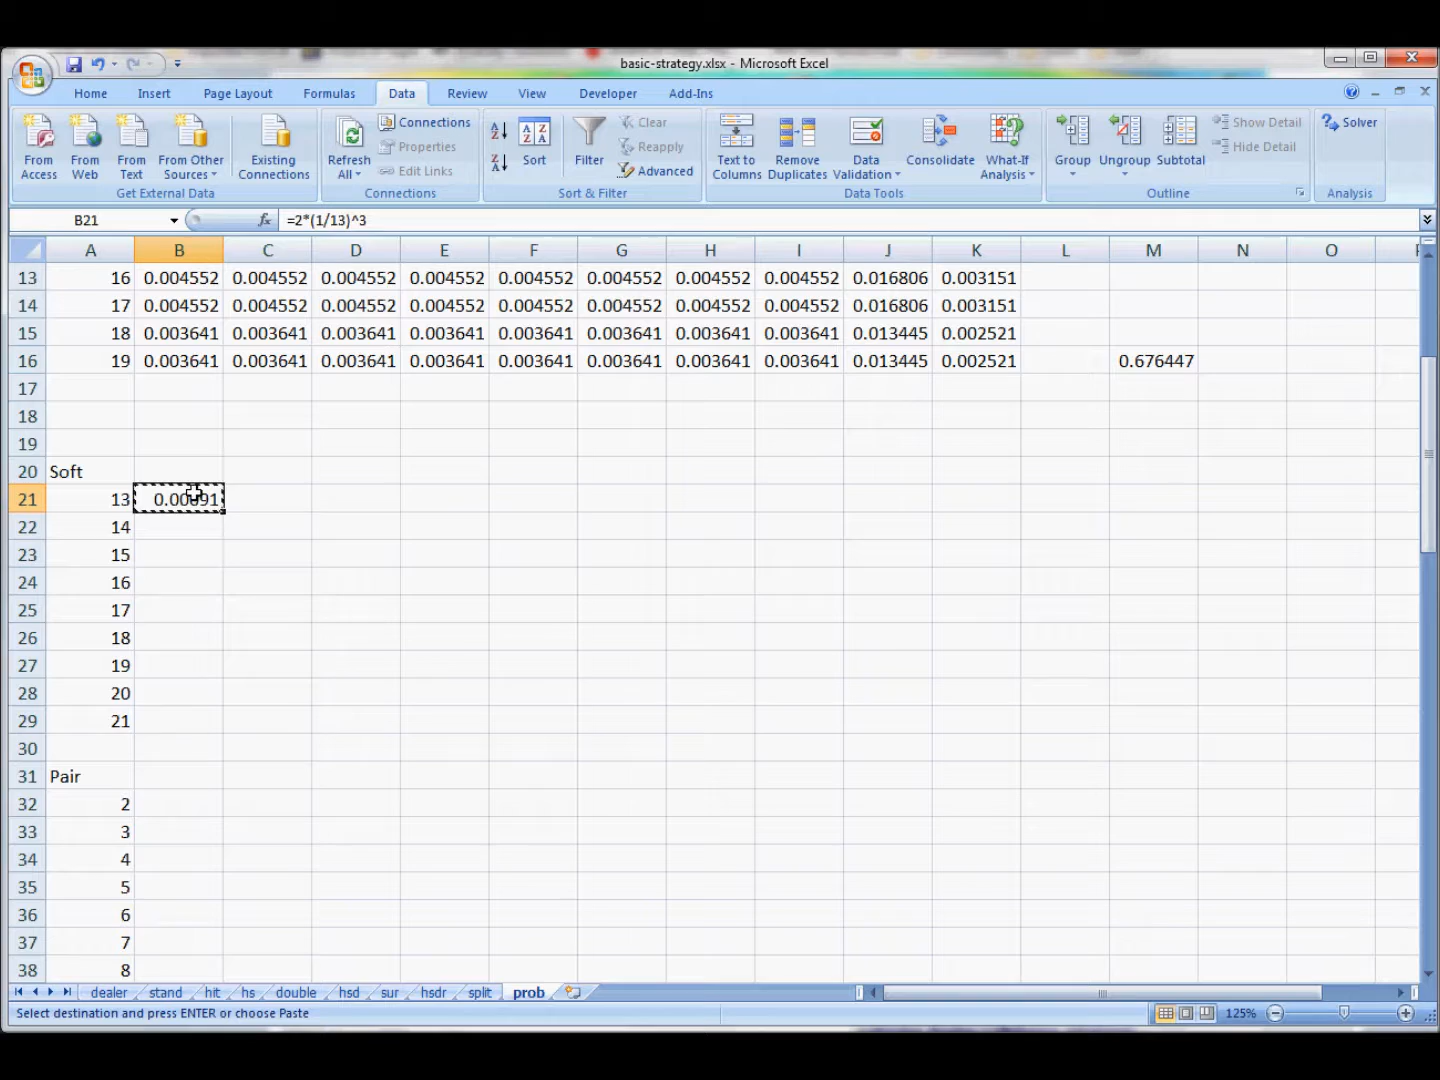 basic-strategy.xlsx - Microsoft Excel
Home Insert Page Layout Formulas Data Review View Developer Add-Ins
From Access
From Web
From Text
From Other Sources
Existing Connections
Get External Data
Refresh All
Connections
Properties
Edit Links
Connections
Sort
Filter
Clear
Reapply
Advanced
Sort & Filter
Text to Columns
Remove Duplicates
Data Validation
Consolidate
What-If Analysis
Data Tools
Group
Ungroup
Subtotal
Show Detail
Hide Detail
Outline
Solver
Analysis
B21 fx =2*(1/13)^3
A B C D E F G H I J K L M N O
13 16 0.004552 0.004552 0.004552 0.004552 0.004552 0.004552 0.004552 0.004552 0.016806 0.003151
14 17 0.004552 0.004552 0.004552 0.004552 0.004552 0.004552 0.004552 0.004552 0.016806 0.003151
15 18 0.003641 0.003641 0.003641 0.003641 0.003641 0.003641 0.003641 0.003641 0.013445 0.002521
16 19 0.003641 0.003641 0.003641 0.003641 0.003641 0.003641 0.003641 0.003641 0.013445 0.002521 0.676447
17
18
19
20 Soft
21 13 0.00091
22 14
23 15
24 16
25 17
26 18
27 19
28 20
29 21
30
31 Pair
32 2
33 3
34 4
35 5
36 6
37 7
38 8
dealer stand hit hs double hsd sur hsdr split prob
Select destination and press ENTER or choose Paste 125%